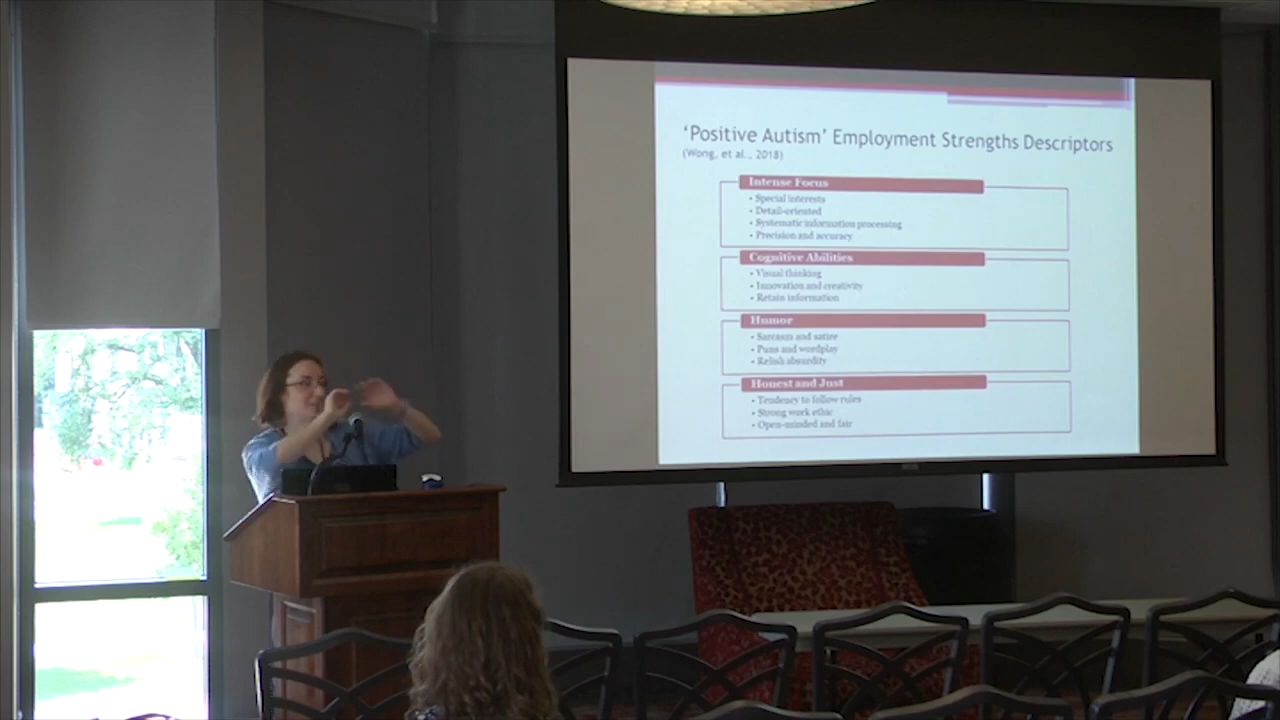 ‘Positive Autism’ Employment Strengths Descriptors
(Wong, et al., 2018)
Intense Focus
• Special interests
• Detail-oriented
• Systematic information processing
• Precision and accuracy
Cognitive Abilities
• Visual thinking
• Innovation and creativity
• Retain information
Humor
• Sarcasm and satire
• Puns and wordplay
• Relish absurdity
Honest and Just
• Tendency to follow rules
• Strong work ethic
• Open-minded and fair